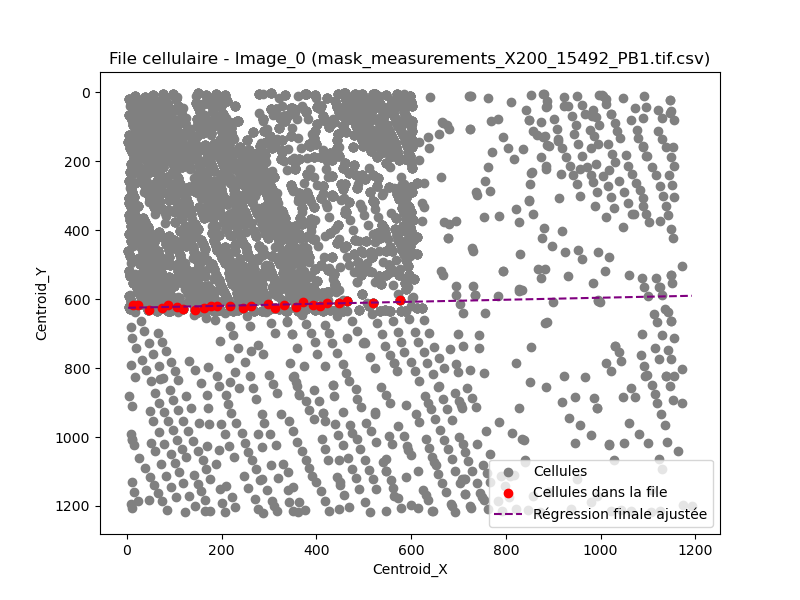 File cellulaire - Image_0 (mask_measurements_X200_15492_PB1.tif.csv)
0
200
400
600
800
1000
1200
Centroid_Y
0
200
400
600
800
1000
1200
Centroid_X
Cellules
Cellules dans la file
Régression finale ajustée